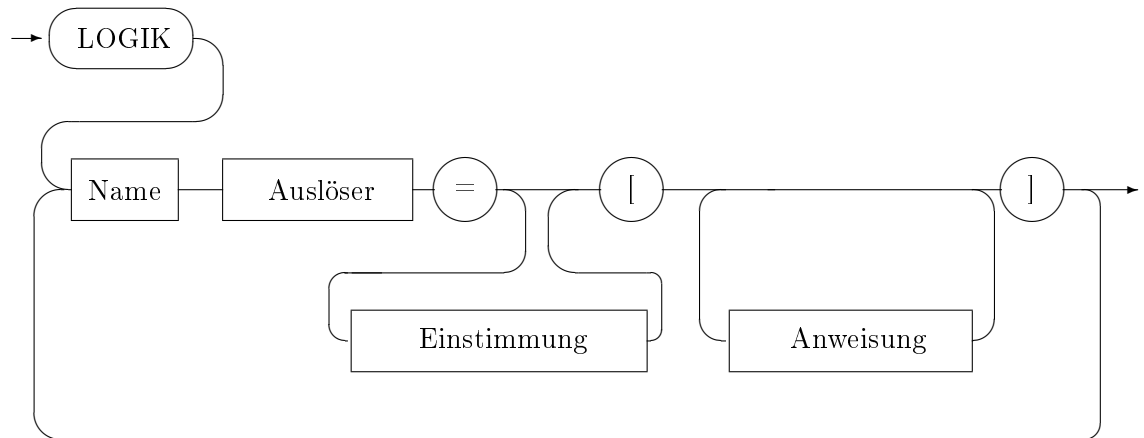 LOGIK
Name Auslöser = [ ]
Einstimmung Anweisung